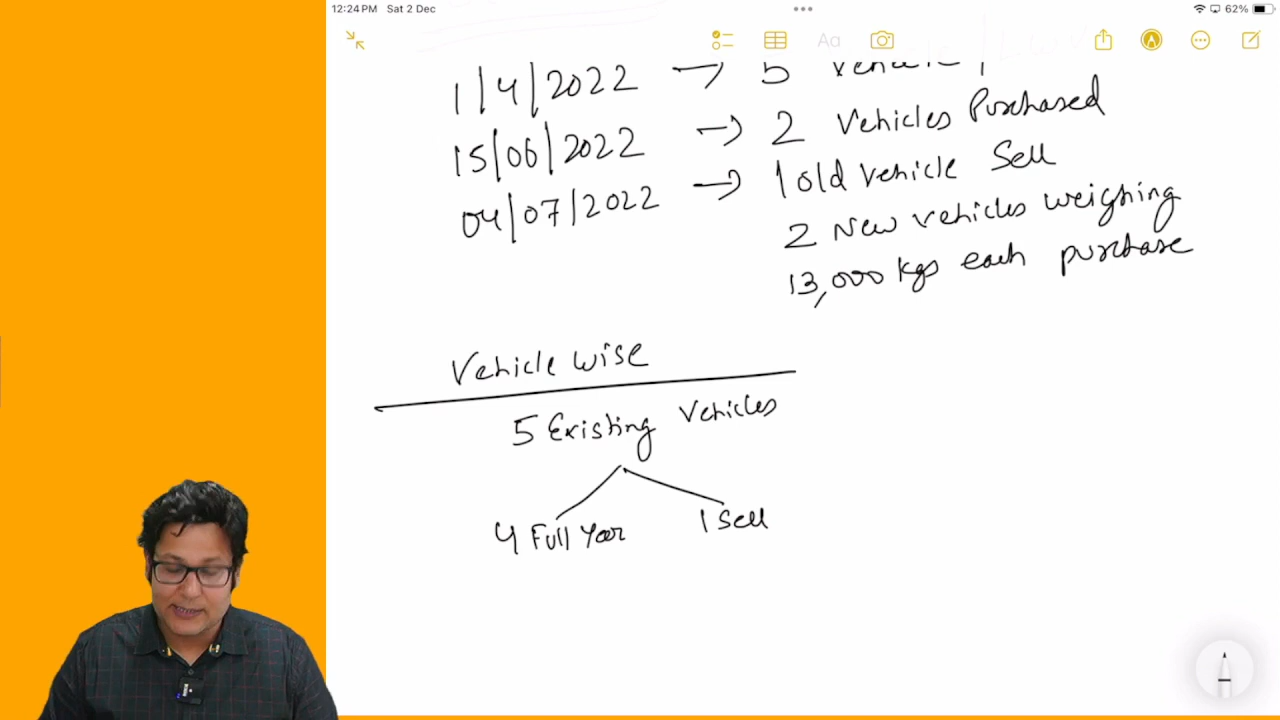 12:24 PM Sat 2 Dec
62%
Aa
1/4/2022 → 5 Vehicle /
15/06/2022 → 2 Vehicles Purchased
04/07/2022 → 1 old vehicle Sell
2 New vehicles weighing
13,000 kgs each purchase
Vehicle wise
5 Existing Vehicles
4 Full Year 1 Sell